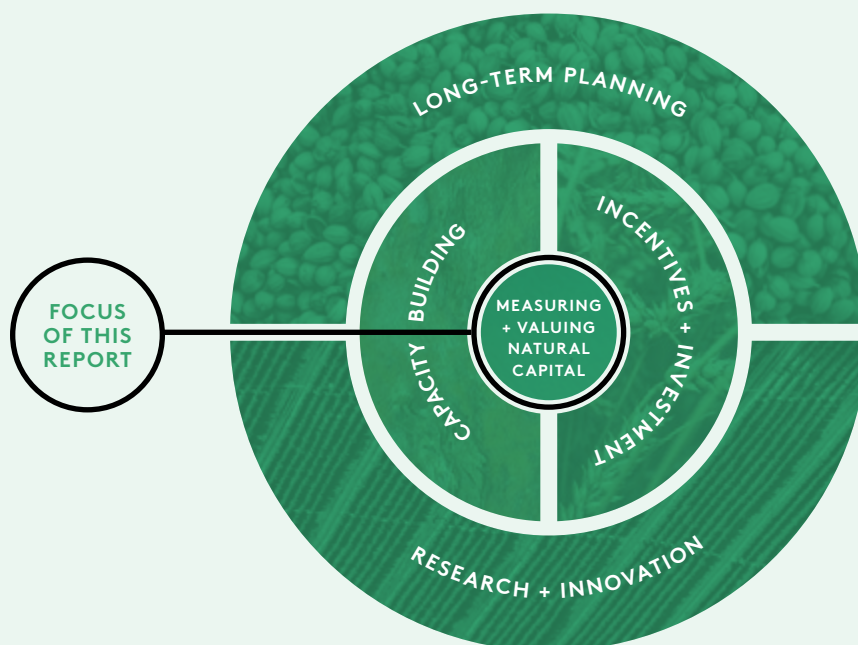 LONG-TERM PLANNING
CAPACITY BUILDING
INCENTIVES + INVESTMENT
FOCUS
OF THIS
REPORT
MEASURING
+ VALUING
NATURAL
CAPITAL
RESEARCH + INNOVATION